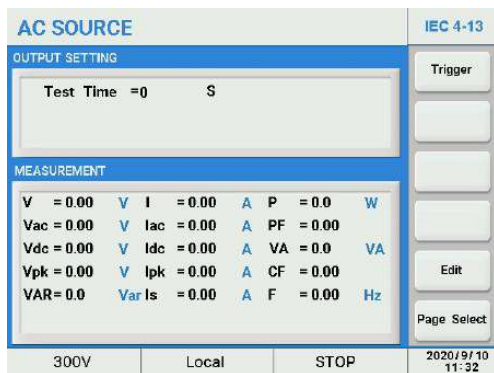 AC SOURCE
IEC 4-13
OUTPUT SETTING
Trigger
Test Time =0 S
MEASUREMENT
V = 0.00 V I = 0.00 A P = 0.0 W
Vac = 0.00 V Iac = 0.00 A PF = 0.00
Vdc = 0.00 V Idc = 0.00 A VA = 0.0 VA
Vpk = 0.00 V Ipk = 0.00 A CF = 0.00
VAR= 0.0 Var Is = 0.00 A F = 0.00 Hz
Edit
Page Select
300V Local STOP
2020/9/10
11:32